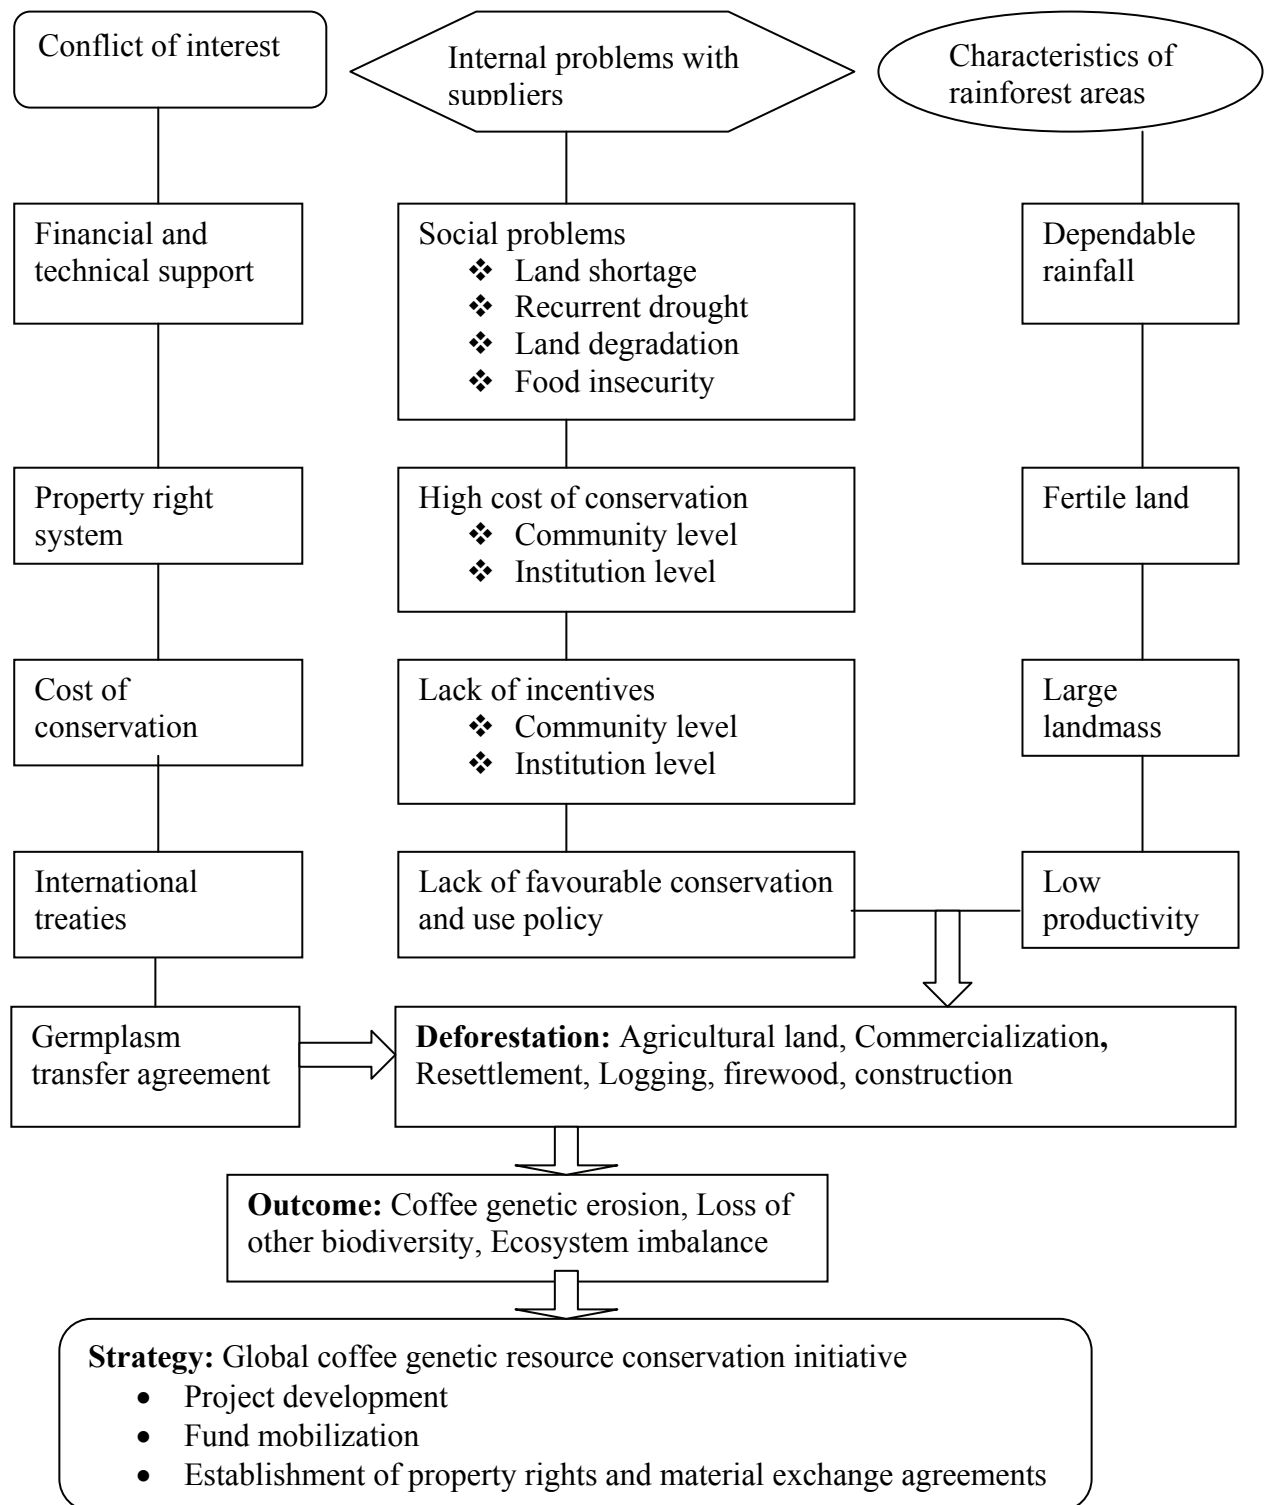 Conflict of interest
Internal problems with
suppliers
Characteristics of
rainforest areas
Financial and
technical support
Social problems
❖ Land shortage
❖ Recurrent drought
❖ Land degradation
❖ Food insecurity
Dependable
rainfall
Property right
system
High cost of conservation
❖ Community level
❖ Institution level
Fertile land
Cost of
conservation
Lack of incentives
❖ Community level
❖ Institution level
Large
landmass
International
treaties
Lack of favourable conservation
and use policy
Low
productivity
Germplasm
transfer agreement
Deforestation: Agricultural land, Commercialization,
Resettlement, Logging, firewood, construction
Outcome: Coffee genetic erosion, Loss of
other biodiversity, Ecosystem imbalance
Strategy: Global coffee genetic resource conservation initiative
• Project development
• Fund mobilization
• Establishment of property rights and material exchange agreements